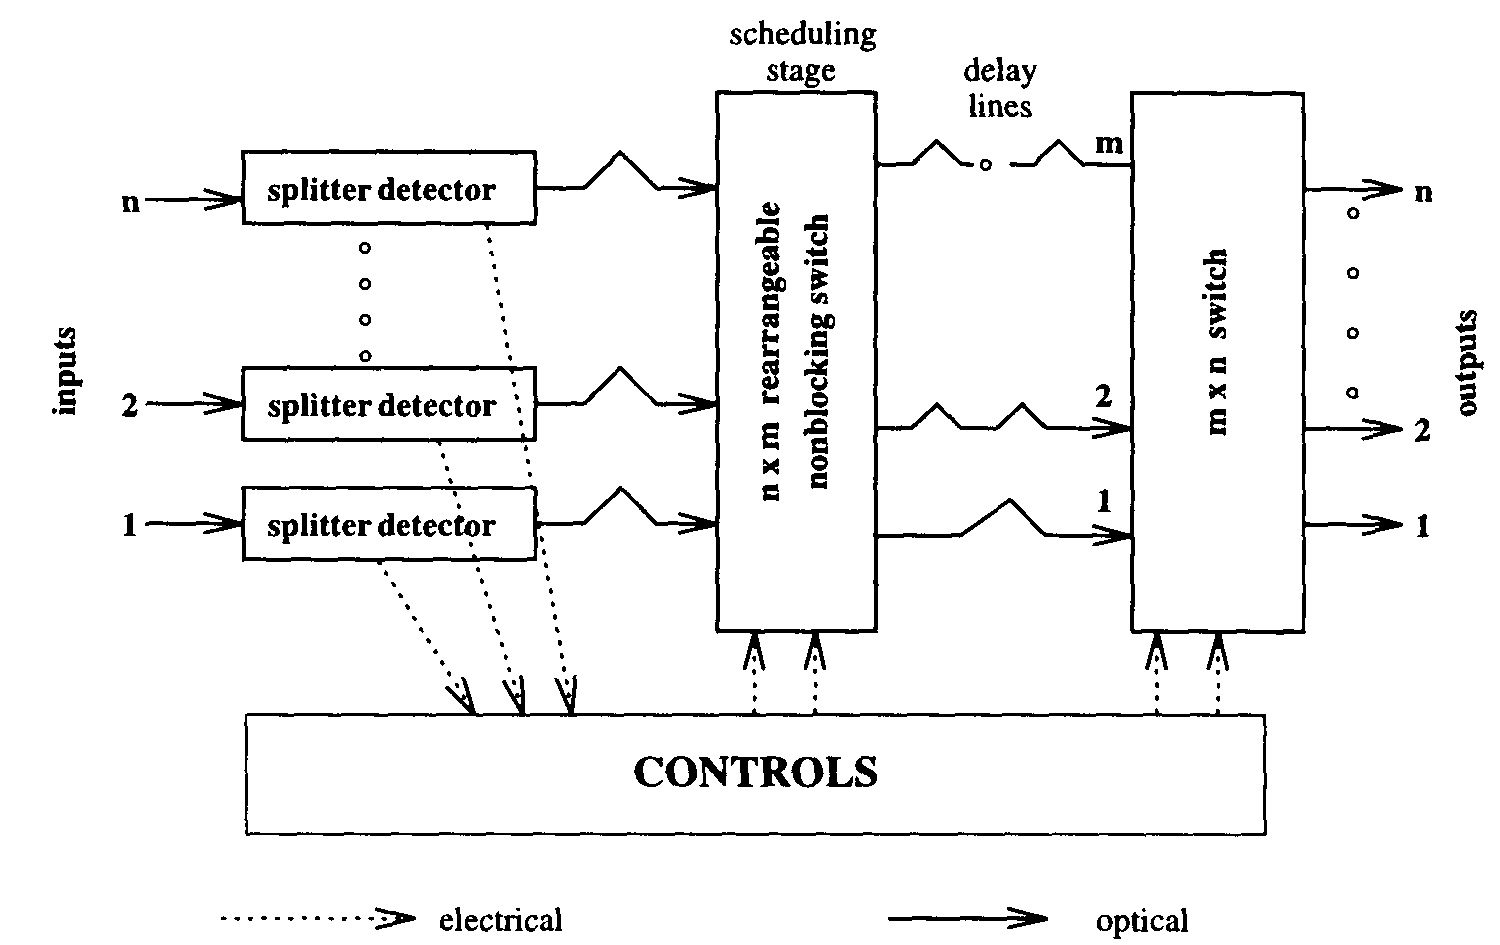 scheduling
stage
delay
lines
m
n
splitter detector
n
inputs
2
splitter detector
1
splitter detector
n x m rearrangeable
nonblocking switch
2
1
m x n switch
outputs
2
1
CONTROLS
electrical
optical
n